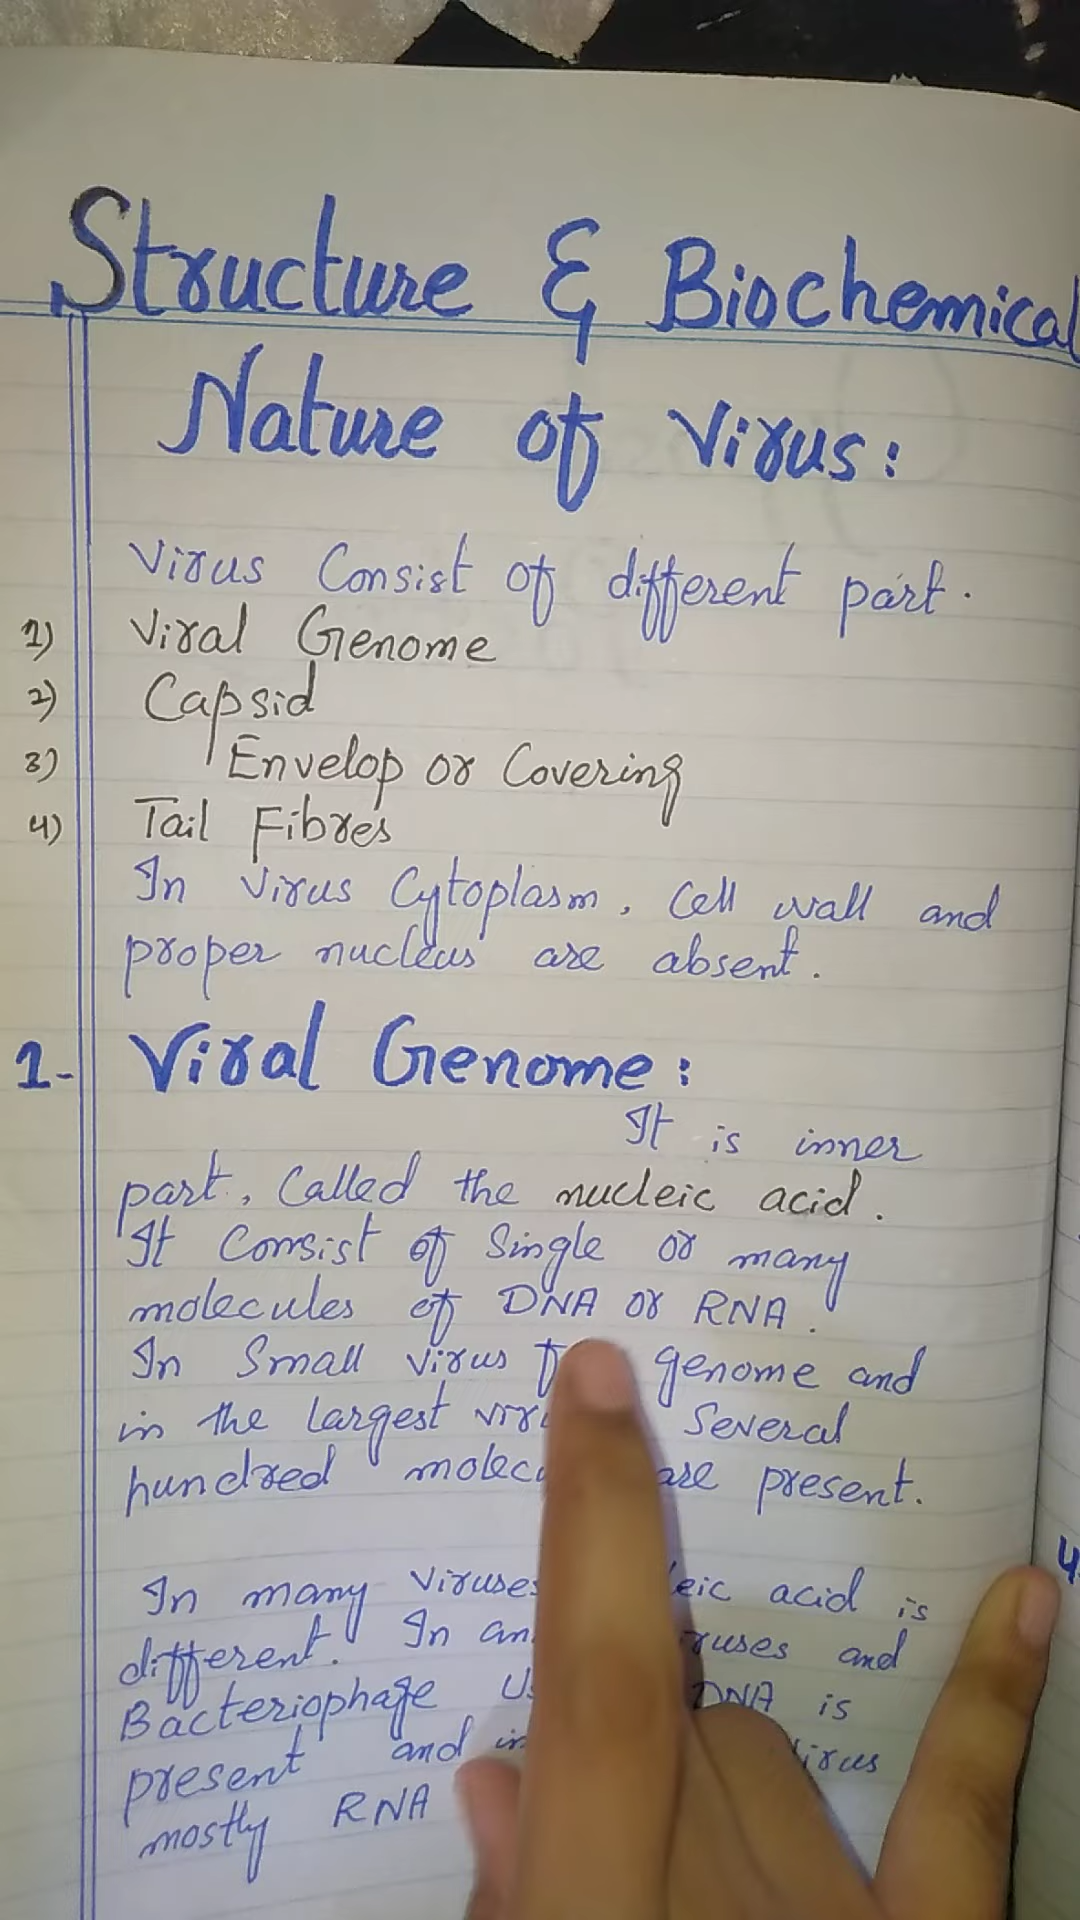 Structure & Biochemical
Nature of Virus:
Virus Consist of different part.
1) Viral Genome
2) Capsid
3) Envelop or Covering
4) Tail Fibres
In Virus Cytoplasm, Cell wall and
proper nucleus are absent.
1- Viral Genome:
It is inner
part, Called the nucleic acid.
It Consist of Single or many
molecules of DNA or RNA.
In Small virus genome and
in the largest Several
hundred are present.
In many Viruses acid is
different. In and
Bacteriophage DNA is
present and
mostly RNA
4